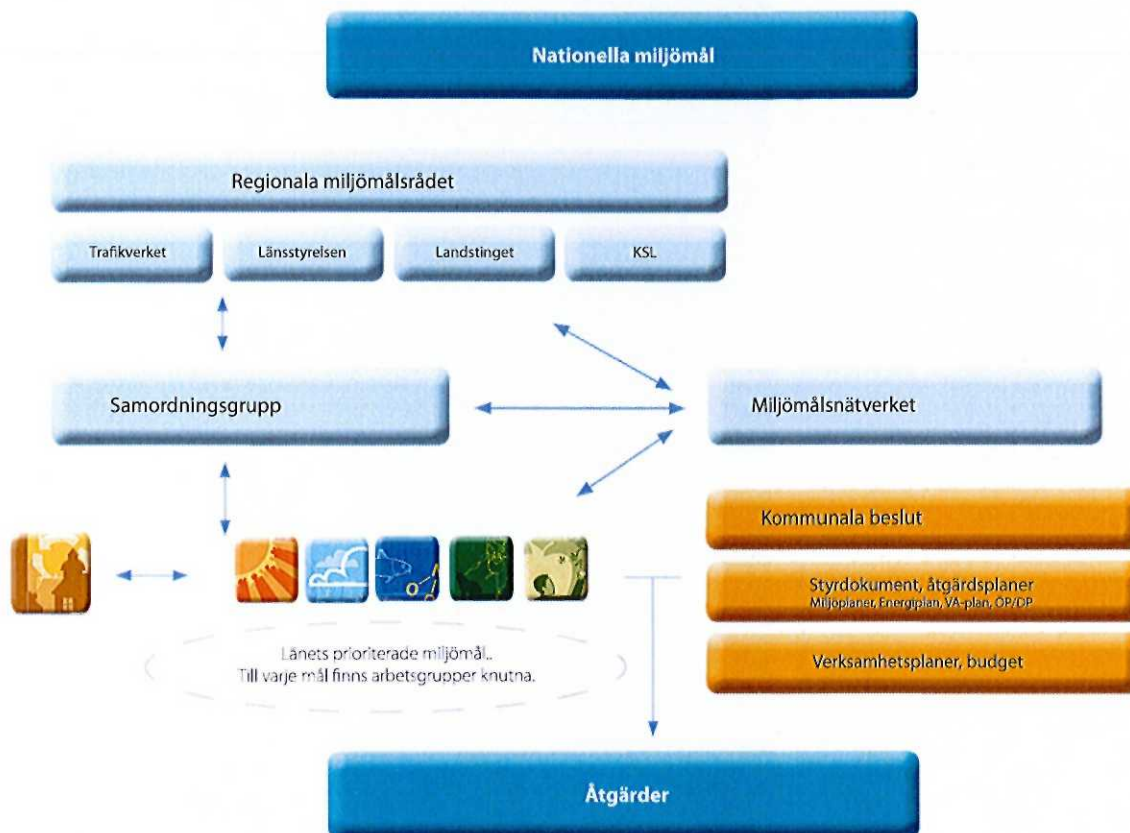 Nationella miljömål
Regionala miljömålsrådet
Trafikverket
Länsstyrelsen
Landstinget
KSL
Samordningsgrupp
Miljömålsnätverket
Kommunala beslut
Styrdokument, åtgärdsplaner
Miljöplaner, Energiplan, VA-plan, ÖP/DP
Verksamhetsplaner, budget
Länets prioriterade miljömål..
Till varje mål finns arbetsgrupper knutna.
Åtgärder